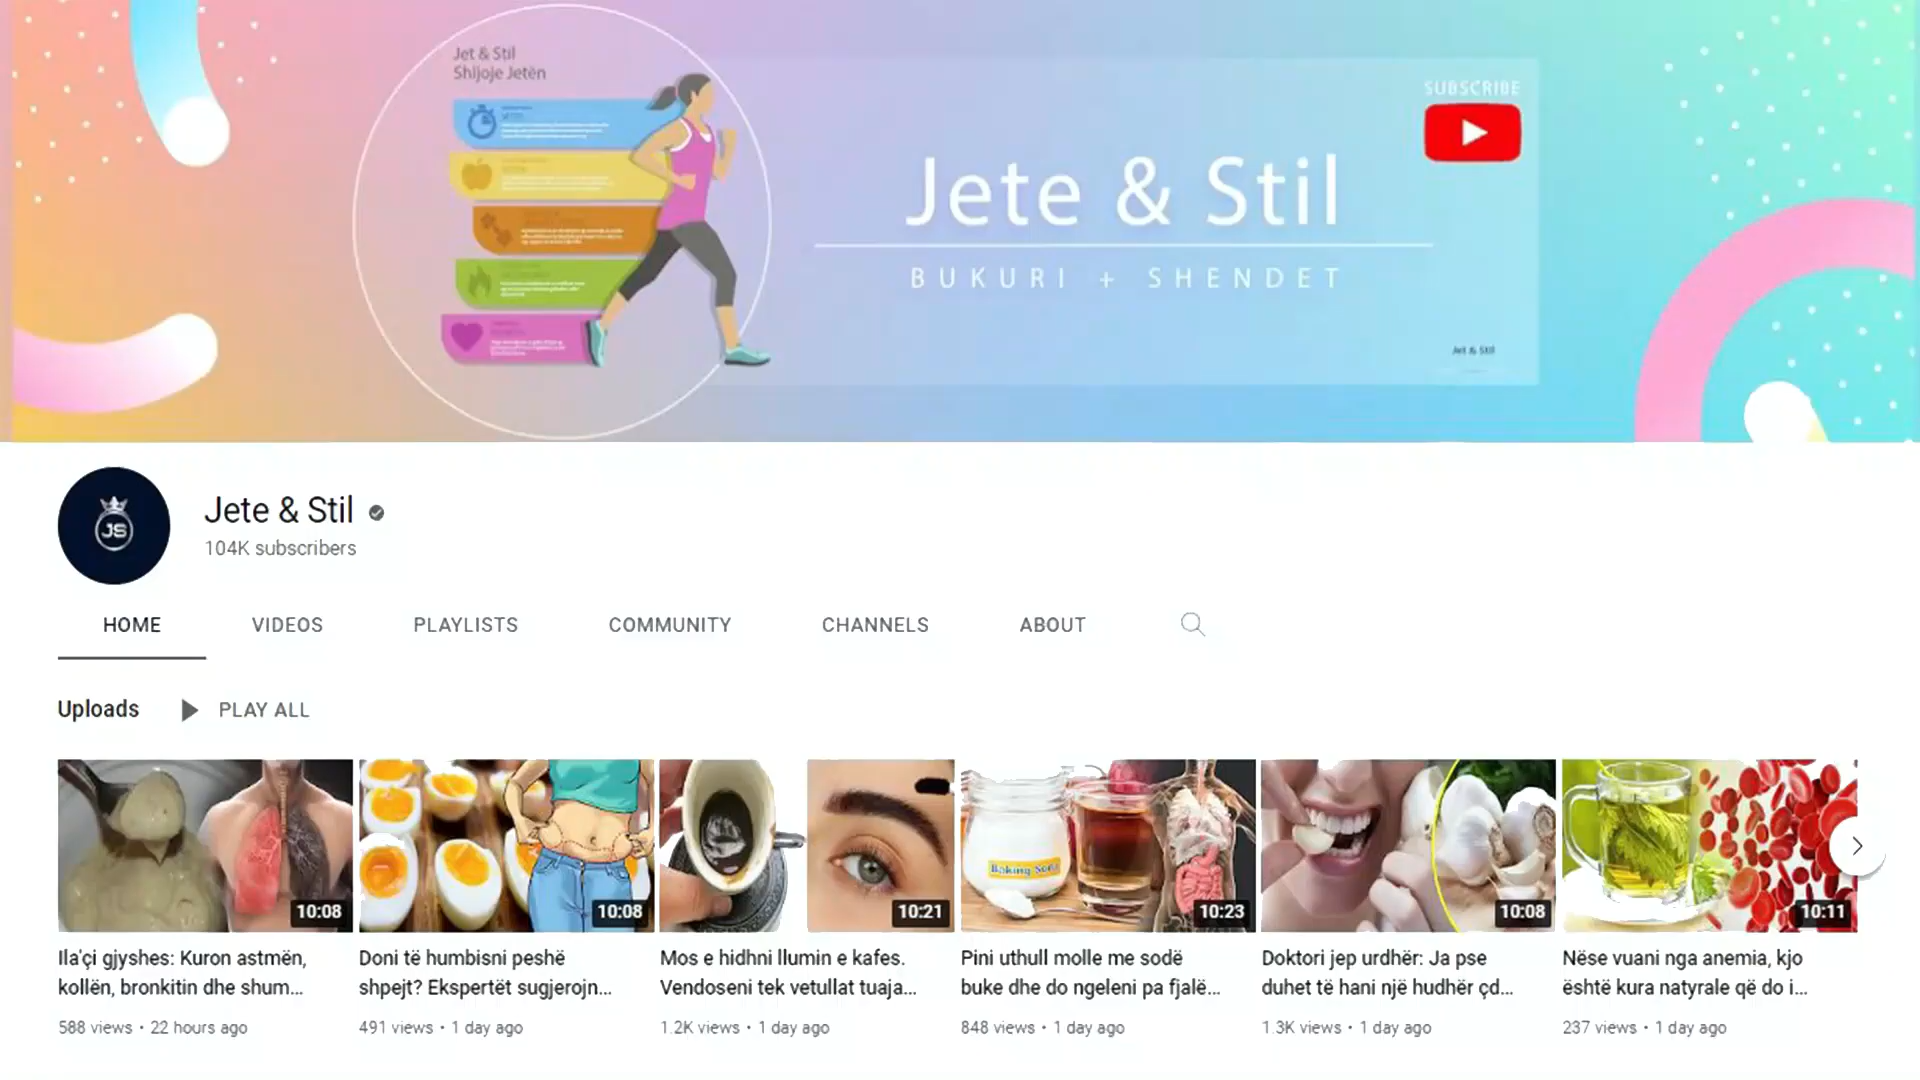 Jet & Stil
Shijoje Jetën
SUBSCRIBE
Jete & Stil
BUKURI + SHENDET
Jet & Stil
JS
Jete & Stil
104K subscribers
HOME VIDEOS PLAYLISTS COMMUNITY CHANNELS ABOUT
Uploads PLAY ALL
Baking Soda
10:08 10:08 10:21 10:23 10:08 10:11
Ila'çi gjyshes: Kuron astmën,
kollën, bronkitin dhe shum...
588 views • 22 hours ago
Doni të humbisni peshë
shpejt? Ekspertët sugjerojn...
491 views • 1 day ago
Mos e hidhni llumin e kafes.
Vendoseni tek vetullat tuaja...
1.2K views • 1 day ago
Pini uthull molle me sodë
buke dhe do ngeleni pa fjalë...
848 views • 1 day ago
Doktori jep urdhër: Ja pse
duhet të hani një hudhër çd...
1.3K views • 1 day ago
Nëse vuani nga anemia, kjo
është kura natyrale që do i...
237 views • 1 day ago